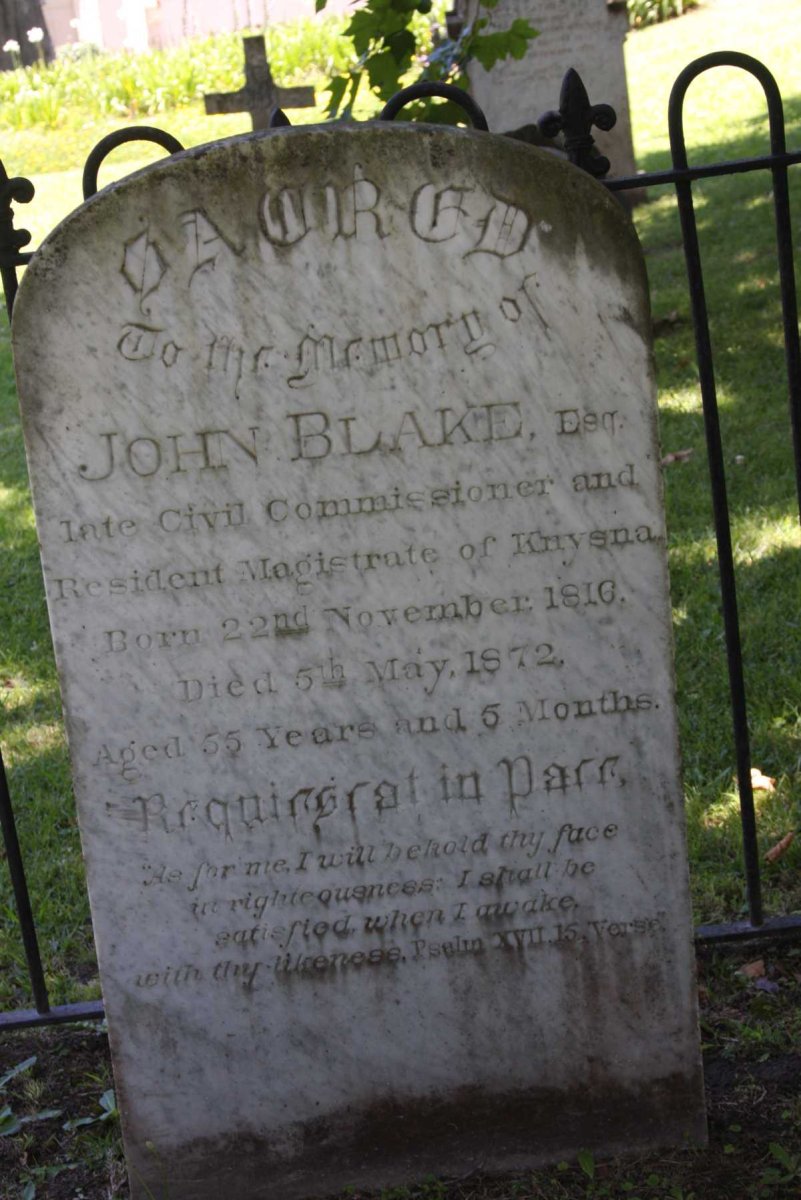 SACRED
To the Memory of
JOHN BLAKE, Esq.
late Civil Commissioner and
Resident Magistrate of Knysna.
Born 22nd November, 1816.
Died 5th May, 1872.
Aged 55 Years and 5 Months.
Requiescat in Pace,
"As for me, I will behold thy face
in righteousness: I shall be
satisfied, when I awake,
with thy likeness. Psalm XVII. 15. Verse."